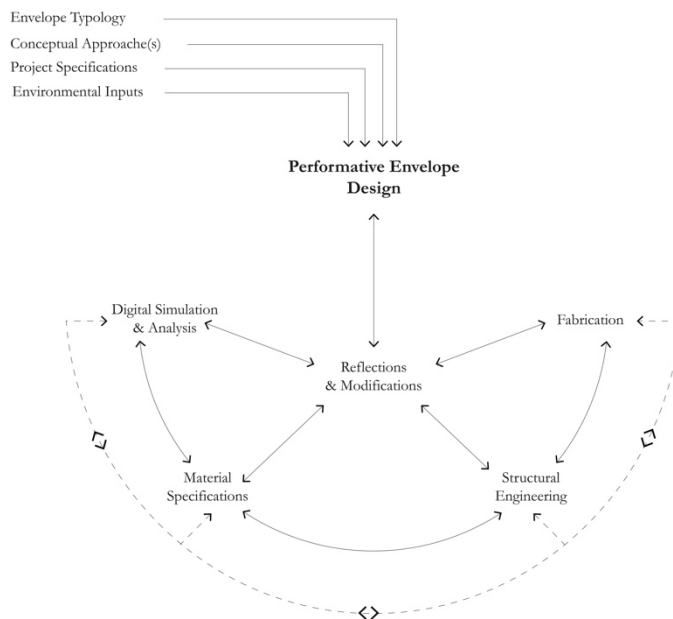 Envelope Typology
Conceptual Approache(s)
Project Specifications
Environmental Inputs
Performative Envelope
Design
Digital Simulation
& Analysis
Fabrication
Reflections
& Modifications
Material
Specifications
Structural
Engineering